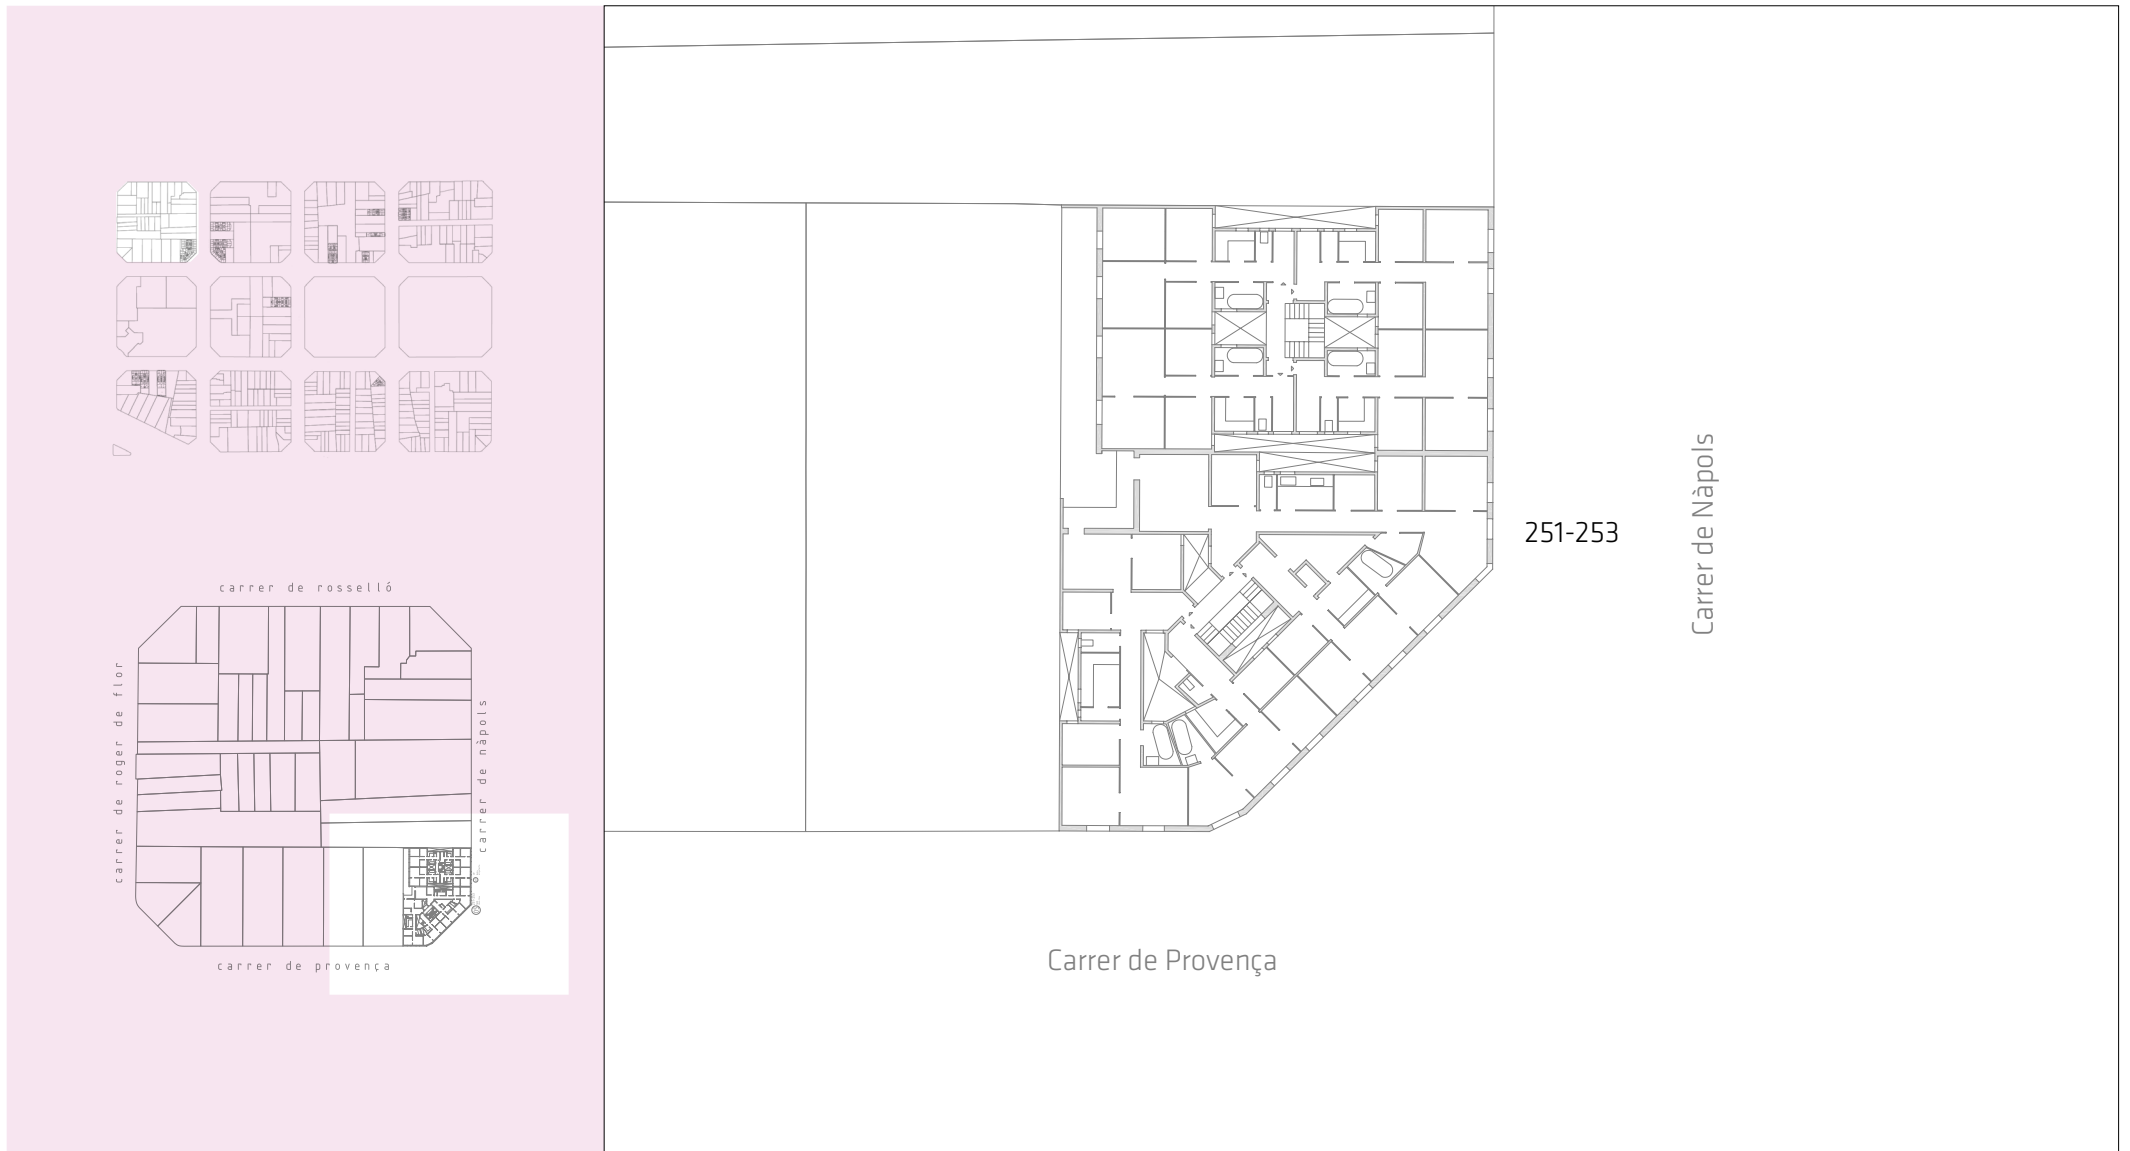 carrer de rosselló
carrer de roger de flor
carrer de nàpols
carrer de provença
251-253
Carrer de Nàpols
Carrer de Provença